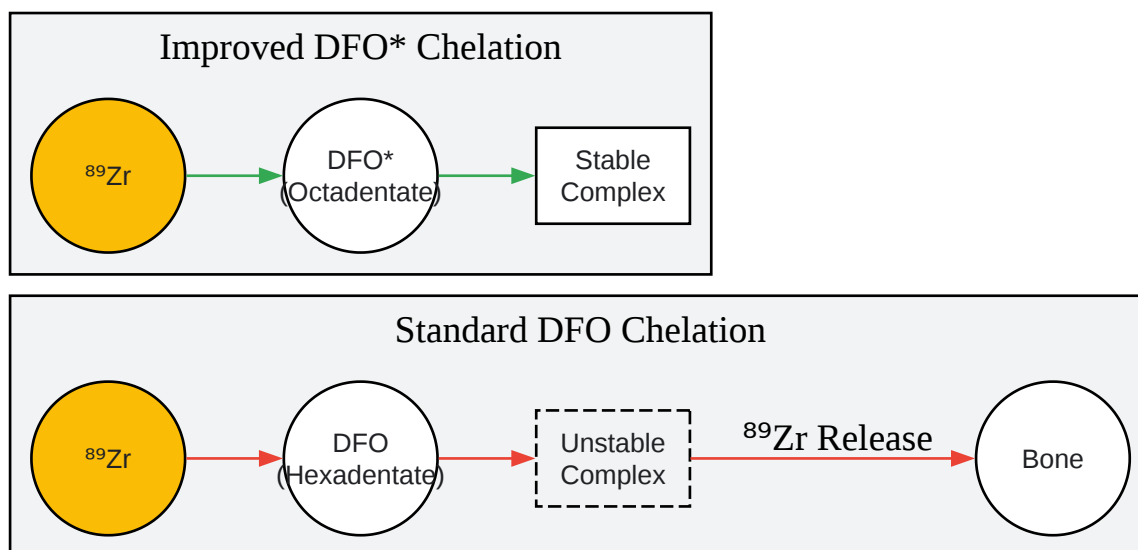 Improved DFO* Chelation
⁸⁹Zr
DFO*
(Octadentate)
Stable
Complex
Standard DFO Chelation
⁸⁹Zr
DFO
(Hexadentate)
Unstable
Complex
⁸⁹Zr Release
Bone